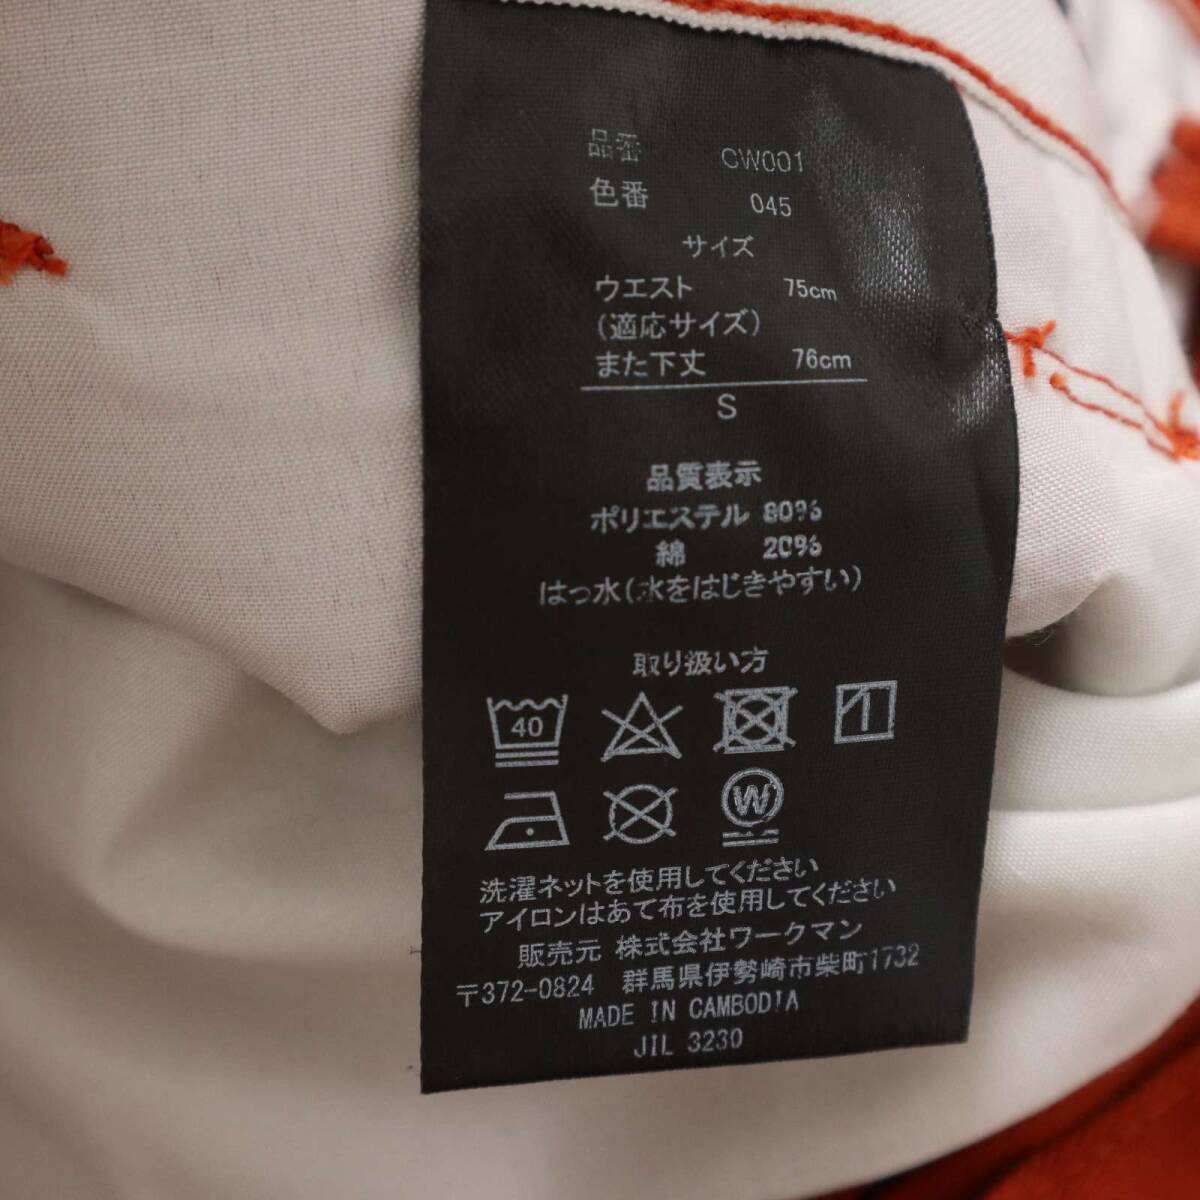 品番 CW001
色番 045
サイズ
ウエスト 75cm
(適応サイズ)
また下丈 76cm
S
品質表示
ポリエステル 80%
綿 20%
はっ水(水をはじきやすい)
取り扱い方
40
W
洗濯ネットを使用してください
アイロンはあて布を使用してください
販売元 株式会社ワークマン
〒372-0824 群馬県伊勢崎市柴町1732
MADE IN CAMBODIA
JIL 3230